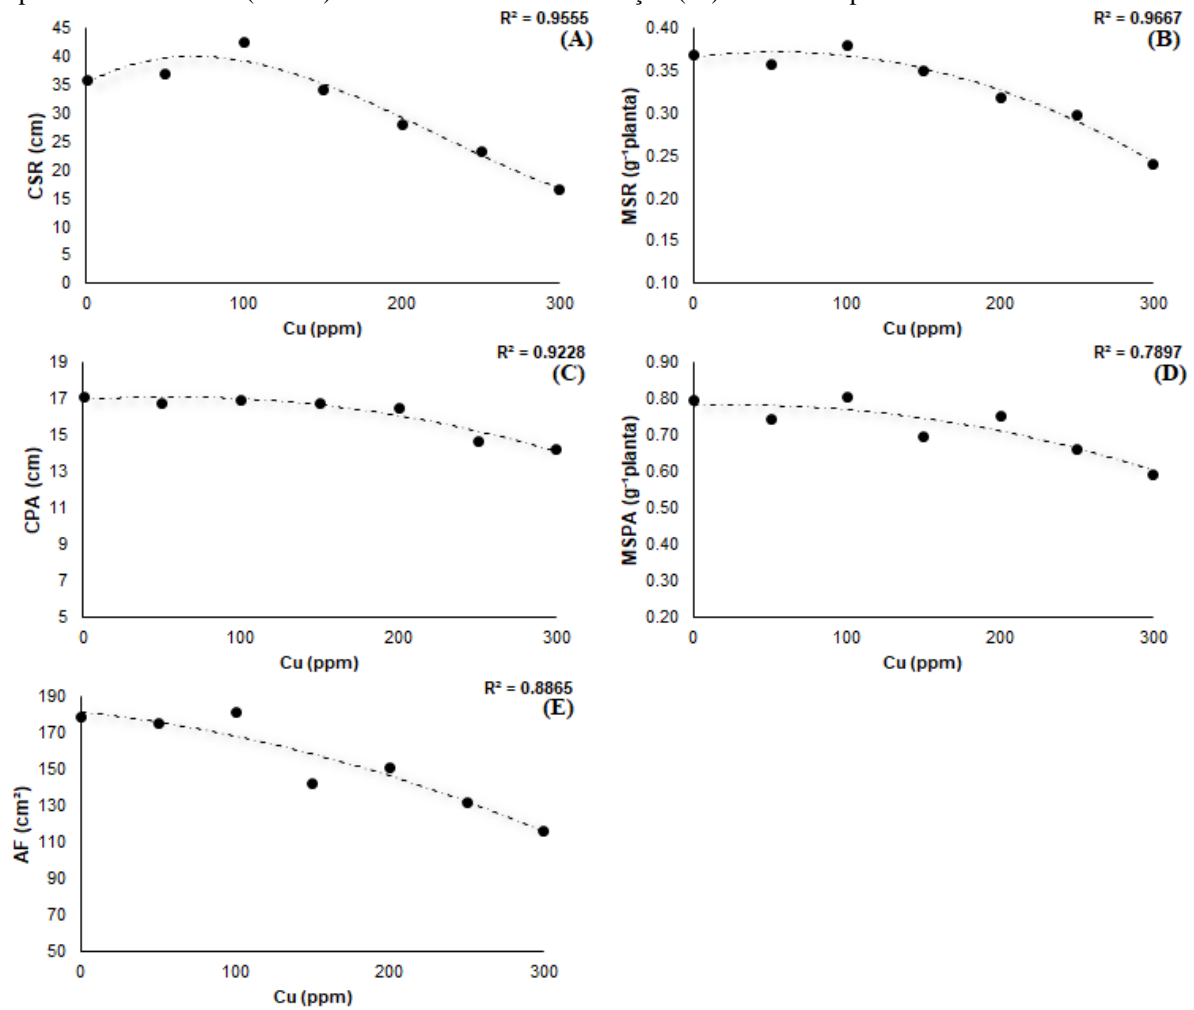 R² = 0.9555
(A)
45
40
35
30
25
20
15
10
5
0
CSR (cm)
0 100 200 300
Cu (ppm)
R² = 0.9667
(B)
0.40
0.35
0.30
0.25
0.20
0.15
0.10
MSR (g⁻¹planta)
0 100 200 300
Cu (ppm)
R² = 0.9228
(C)
19
17
15
13
11
9
7
5
CPA (cm)
0 100 200 300
Cu (ppm)
R² = 0.7897
(D)
0.90
0.80
0.70
0.60
0.50
0.40
0.30
0.20
MSPA (g⁻¹planta)
0 100 200 300
Cu (ppm)
R² = 0.8865
(E)
190
170
150
130
110
90
70
50
AF (cm²)
0 100 200 300
Cu (ppm)